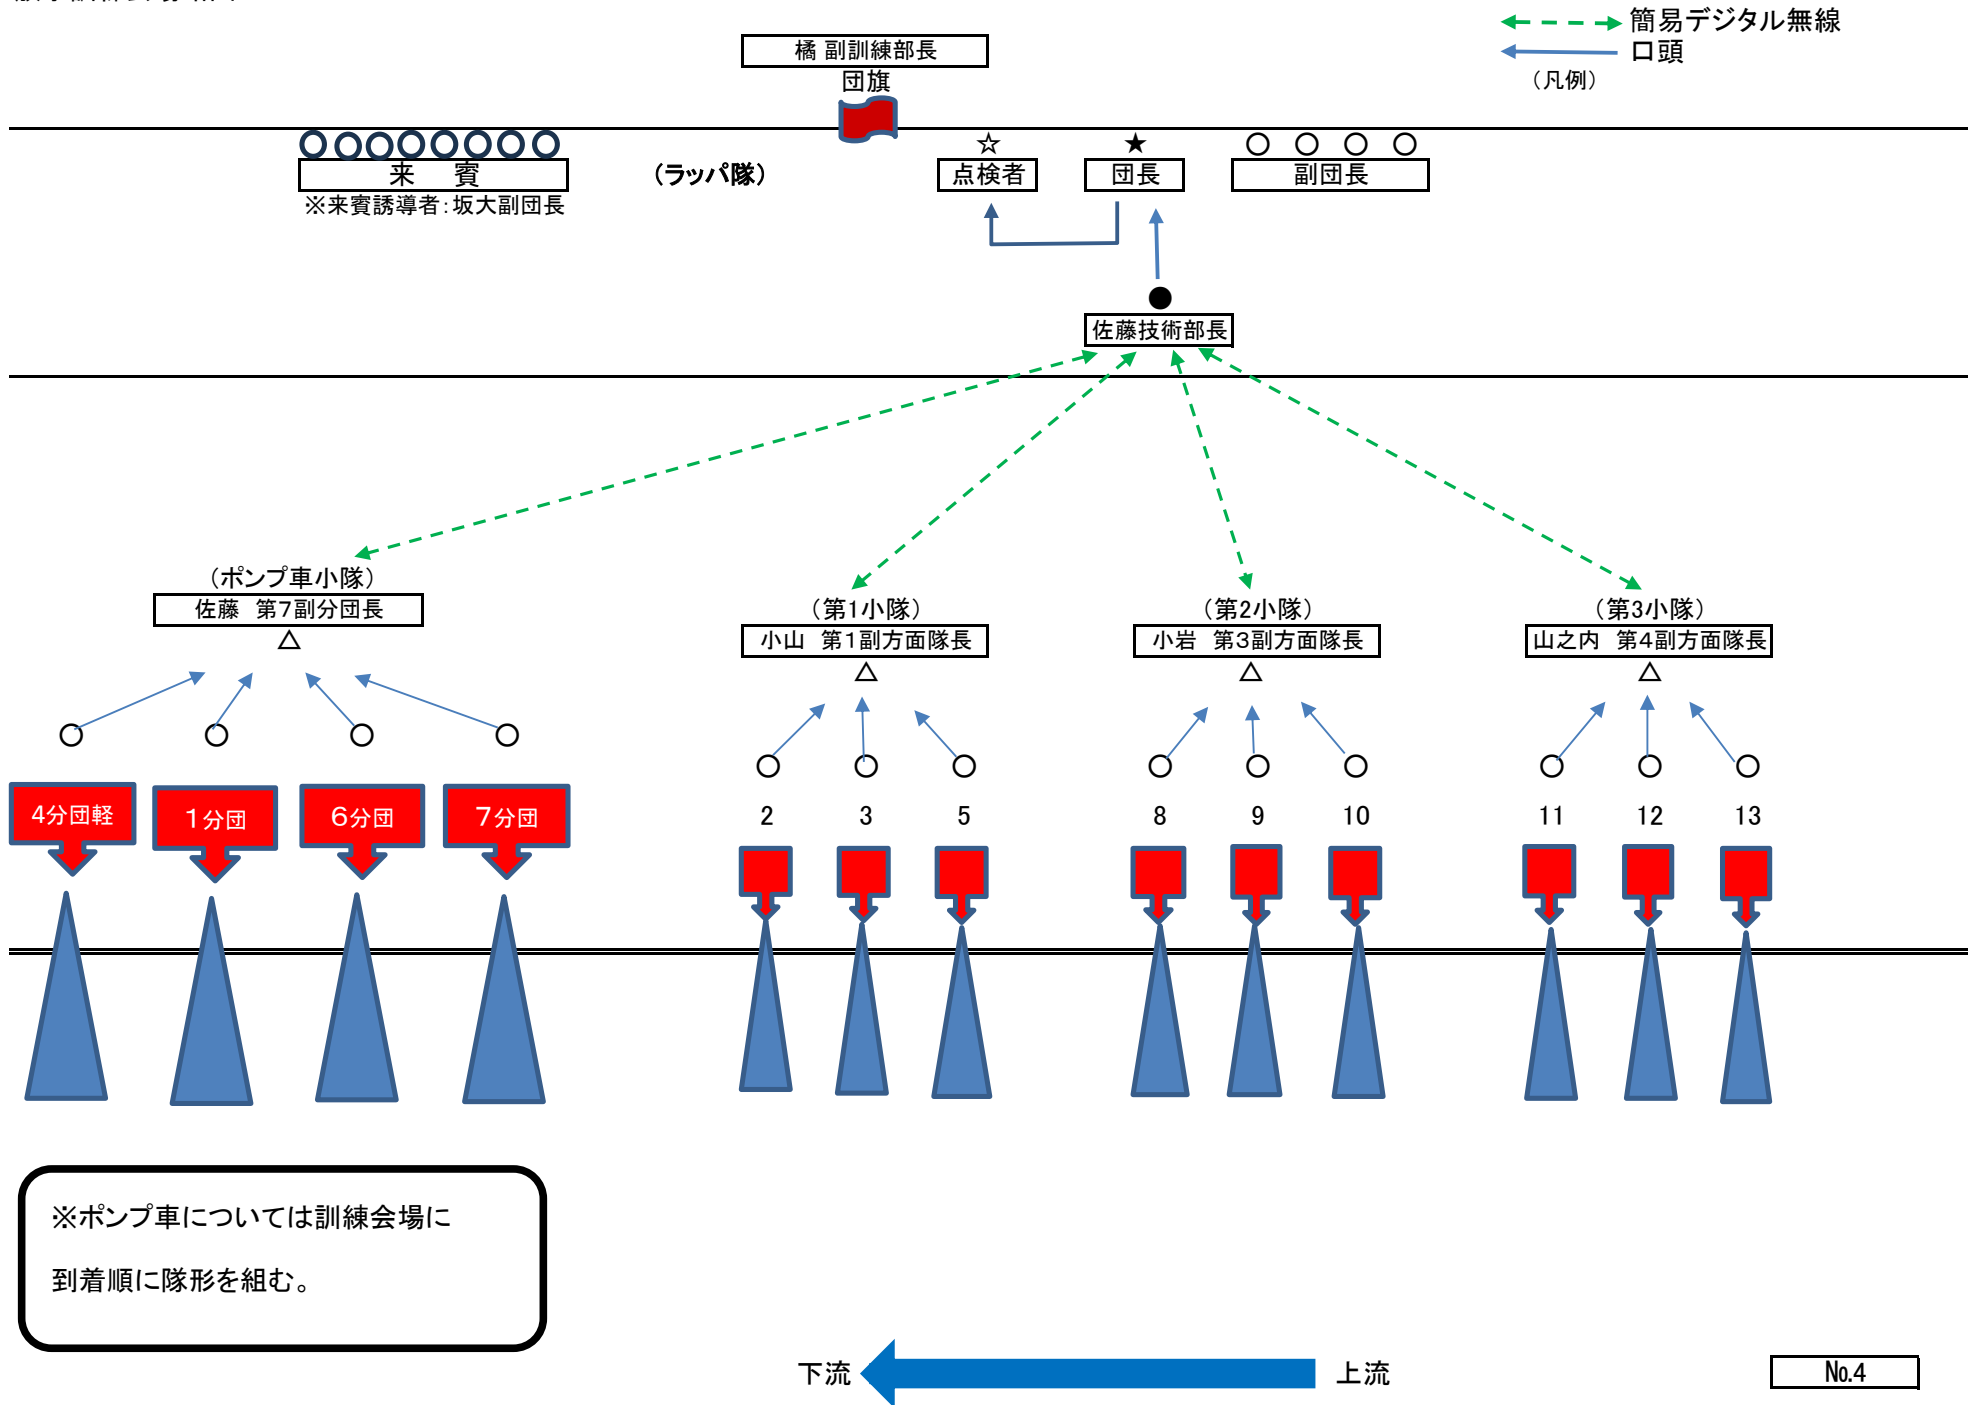 簡易デジタル無線
口頭
（凡例）
橘 副訓練部長
団旗
来　賓
※来賓誘導者：坂大副団長
（ラッパ隊）
☆
★
点検者
団長
副団長
佐藤技術部長
（ポンプ車小隊）
佐藤　第7副分団長
（第1小隊）
小山　第1副方面隊長
（第2小隊）
小岩　第3副方面隊長
（第3小隊）
山之内　第4副方面隊長
4分団軽
1分団
6分団
7分団
2
3
5
8
9
10
11
12
13
※ポンプ車については訓練会場に
到着順に隊形を組む。
下流
上流
№4